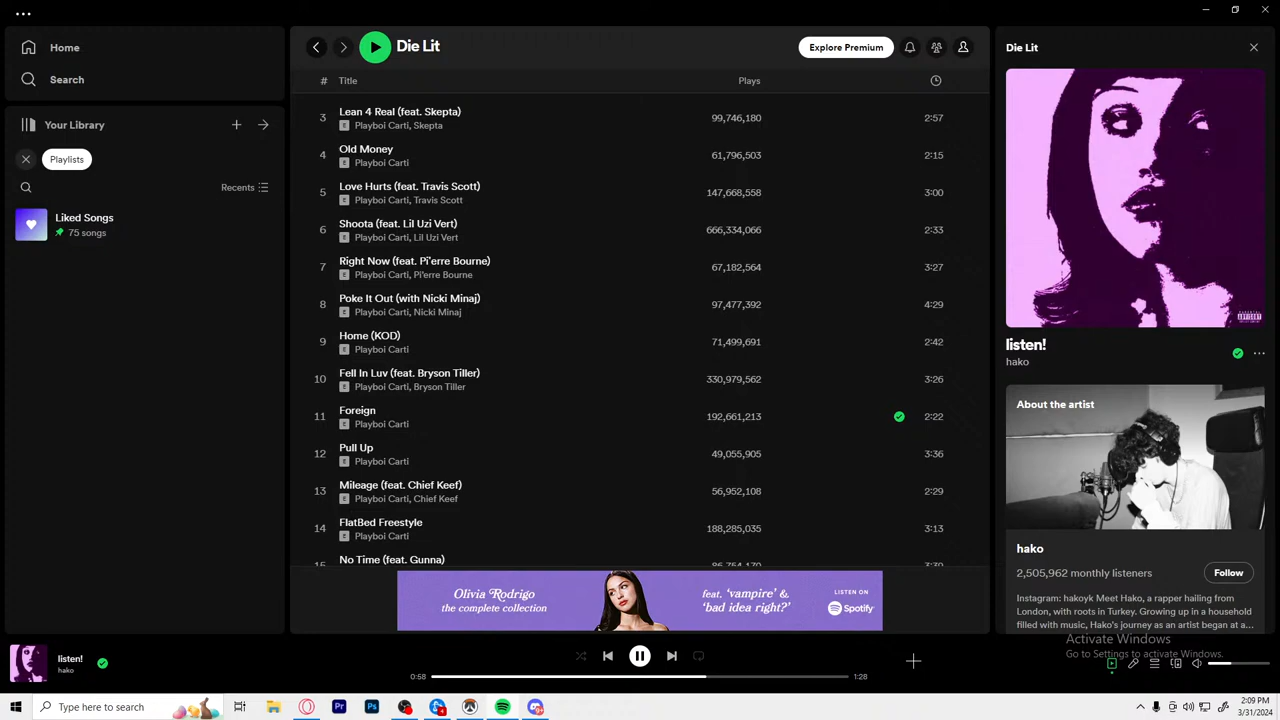 Home
Search
Your Library
Playlists
Recents
Liked Songs
75 songs
Die Lit
Explore Premium
# Title Plays
3 Lean 4 Real (feat. Skepta) 99,746,180 2:57
E Playboi Carti, Skepta
4 Old Money 61,796,503 2:15
E Playboi Carti
5 Love Hurts (feat. Travis Scott) 147,668,558 3:00
E Playboi Carti, Travis Scott
6 Shoota (feat. Lil Uzi Vert) 666,334,066 2:33
E Playboi Carti, Lil Uzi Vert
7 Right Now (feat. Pi'erre Bourne) 67,182,564 3:27
E Playboi Carti, Pi'erre Bourne
8 Poke It Out (with Nicki Minaj) 97,477,392 4:29
E Playboi Carti, Nicki Minaj
9 Home (KOD) 71,499,691 2:42
E Playboi Carti
10 Fell In Luv (feat. Bryson Tiller) 330,979,562 3:26
E Playboi Carti, Bryson Tiller
11 Foreign 192,661,213 2:22
E Playboi Carti
12 Pull Up 49,055,905 3:36
E Playboi Carti
13 Mileage (feat. Chief Keef) 56,952,108 2:29
E Playboi Carti, Chief Keef
14 FlatBed Freestyle 188,285,035 3:13
E Playboi Carti
No Time (feat. Gunna)
Olivia Rodrigo
the complete collection
feat. 'vampire' &
'bad idea right?'
LISTEN ON
Spotify
Die Lit
PARENTAL
ADVISORY
listen!
hako
About the artist
hako
2,505,962 monthly listeners
Follow
Instagram: hakoyk Meet Hako, a rapper hailing from
London, with roots in Turkey. Growing up in a household
filled with music, Hako's journey as an artist began at a...
Activate Windows
Go to Settings to activate Windows.
listen!
hako
0:58
1:28
Type here to search
Pr
Ps
2:09 PM
3/31/2024